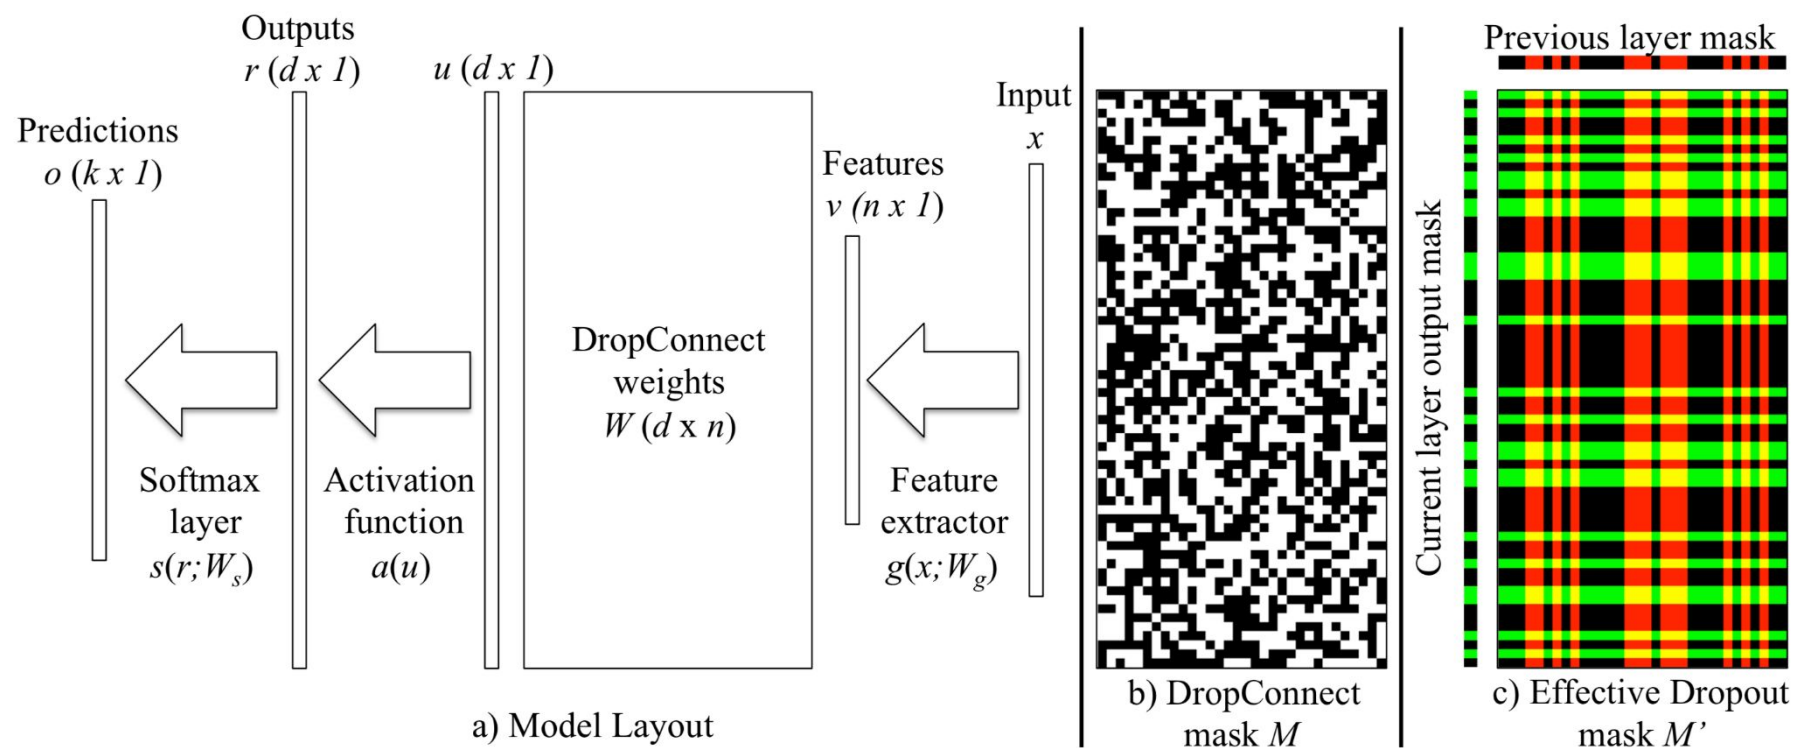 Predictions
o (k x 1)
Outputs
r (d x 1)
u (d x 1)
Features
v (n x 1)
Input
x
DropConnect
weights
W (d x n)
Softmax
layer
s(r;Ws)
Activation
function
a(u)
Feature
extractor
g(x;Wg)
a) Model Layout
b) DropConnect
mask M
Previous layer mask
Current layer output mask
c) Effective Dropout
mask M’